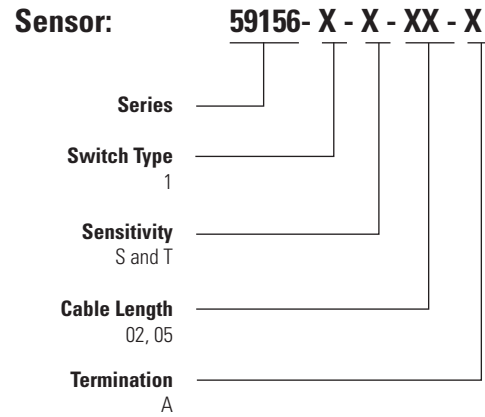 Sensor: 59156- X - X - XX - X
Series
Switch Type
1
Sensitivity
S and T
Cable Length
02, 05
Termination
A